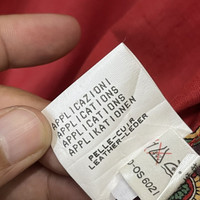 APPLICAZIONI
APPLICATIONS
APPLICATIONS
APPLIKATIONEN
PELLE-CUIR
LEATHER-LEDER